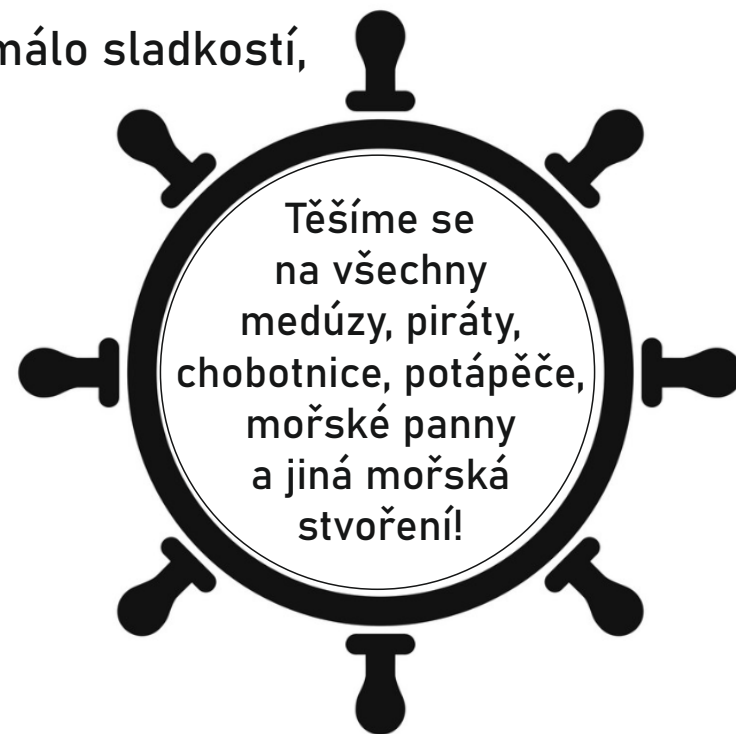 málo sladkostí,
Těšíme se
na všechny
medúzy, piráty,
chobotnice, potápěče,
mořské panny
a jiná mořská
stvoření!